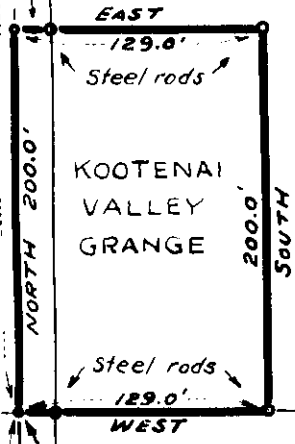 EAST
129.0'
Steel rods
KOOTENAI
VALLEY
GRANGE
NORTH 200.0'
200.0'
SOUTH
Steel rods
129.0'
WEST